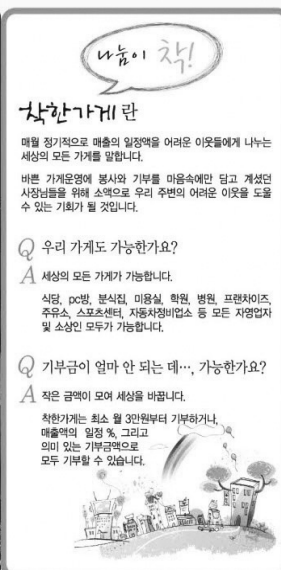 나눔이 착!
착한가게란
매월 정기적으로 매출의 일정액을 어려운 이웃들에게 나누는
세상의 모든 가게를 말합니다.
바쁜 가게운영에 봉사와 기부를 마음속에만 담고 계셨던
사장님들을 위해 소액으로 우리 주변의 어려운 이웃을 도울
수 있는 기회가 될 것입니다.
Q 우리 가게도 가능한가요?
A 세상의 모든 가게가 가능합니다.
식당, pc방, 분식집, 미용실, 학원, 병원, 프랜차이즈,
주유소, 스포츠센터, 자동차정비업소 등 모든 자영업자
및 소상인 모두가 가능합니다.
Q 기부금이 얼마 안 되는 데…, 가능한가요?
A 작은 금액이 모여 세상을 바꿉니다.
착한가게는 최소 월 3만원부터 기부하거나,
매출액의 일정 %, 그리고
의미 있는 기부금액으로
모두 기부할 수 있습니다.